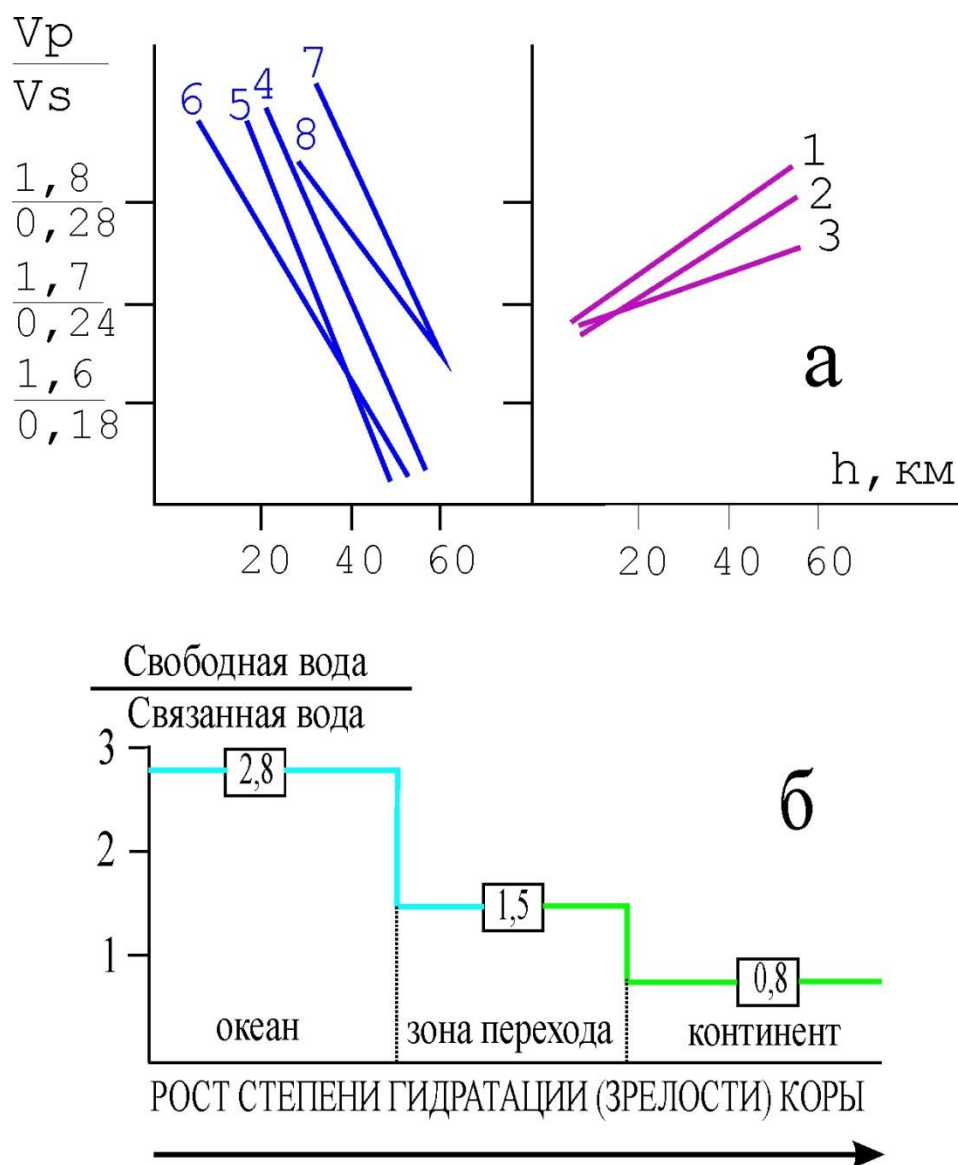 Vp
Vs
6 5 4 7
8
1,8
0,28
1,7
0,24
1,6
0,18
1
2
3
а
h, км
20 40 60 20 40 60
Свободная вода
Связанная вода
3
2
1
2,8
1,5
0,8
б
океан зона перехода континент
РОСТ СТЕПЕНИ ГИДРАТАЦИИ (ЗРЕЛОСТИ) КОРЫ